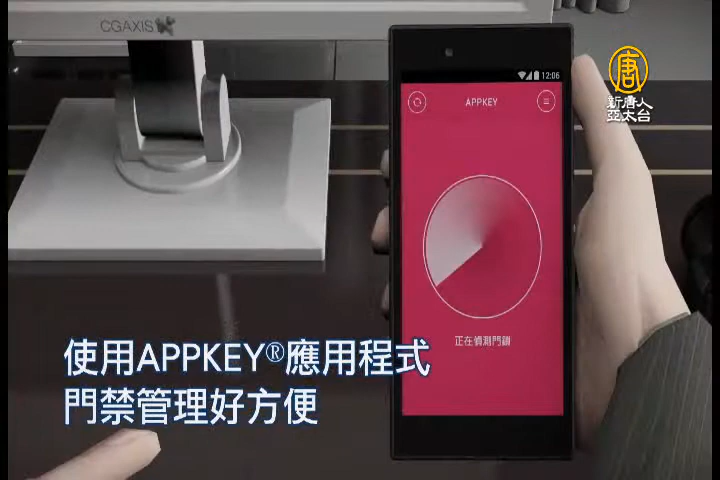 CGAXIS
唐
新唐人
亞太台
12:06
APPKEY
正在偵測門鎖
使用APPKEY®應用程式
門禁管理好方便